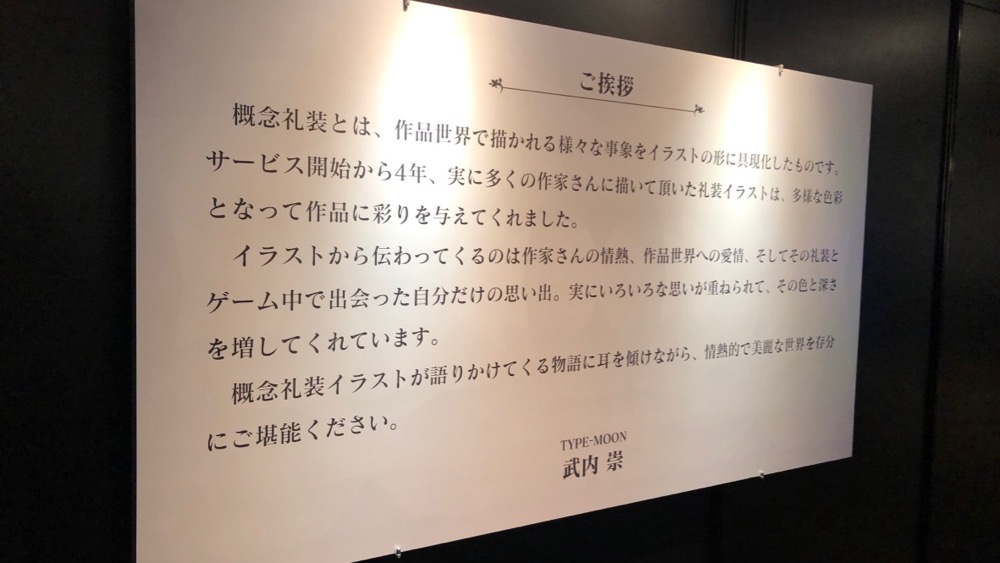 ご挨拶
概念礼装とは、作品世界で描かれる様々な事象をイラストの形に具現化したものです。
サービス開始から4年、実に多くの作家さんに描いて頂いた礼装イラストは、多様な色彩
となって作品に彩りを与えてくれました。
イラストから伝わってくるのは作家さんの情熱、作品世界への愛情、そしてその礼装と
ゲーム中で出会った自分だけの思い出。実にいろいろな思いが重ねられて、その色と深さ
を増してくれています。
概念礼装イラストが語りかけてくる物語に耳を傾けながら、情熱的で美麗な世界を存分
にご堪能ください。
TYPE-MOON
武内 崇